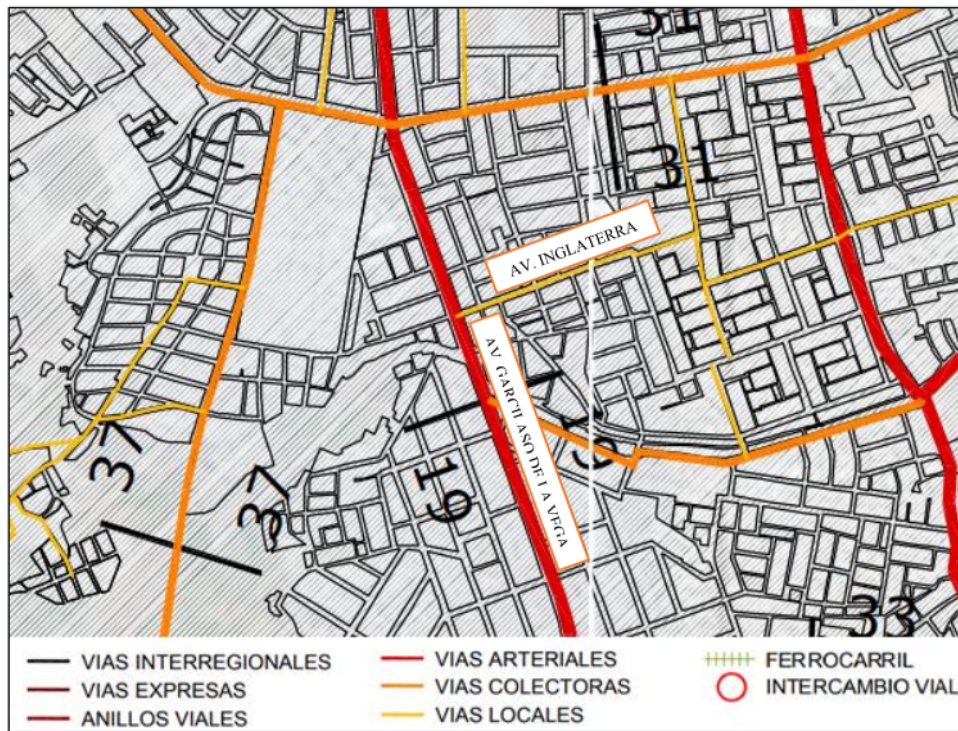 31
31
AV. INGLATERRA
AV. GARCILASO DE LA VEGA
37
37
19
33
VIAS INTERREGIONALES
VIAS EXPRESAS
ANILLOS VIALES
VIAS ARTERIALES
VIAS COLECTORAS
VIAS LOCALES
FERROCARRIL
INTERCAMBIO VIAL